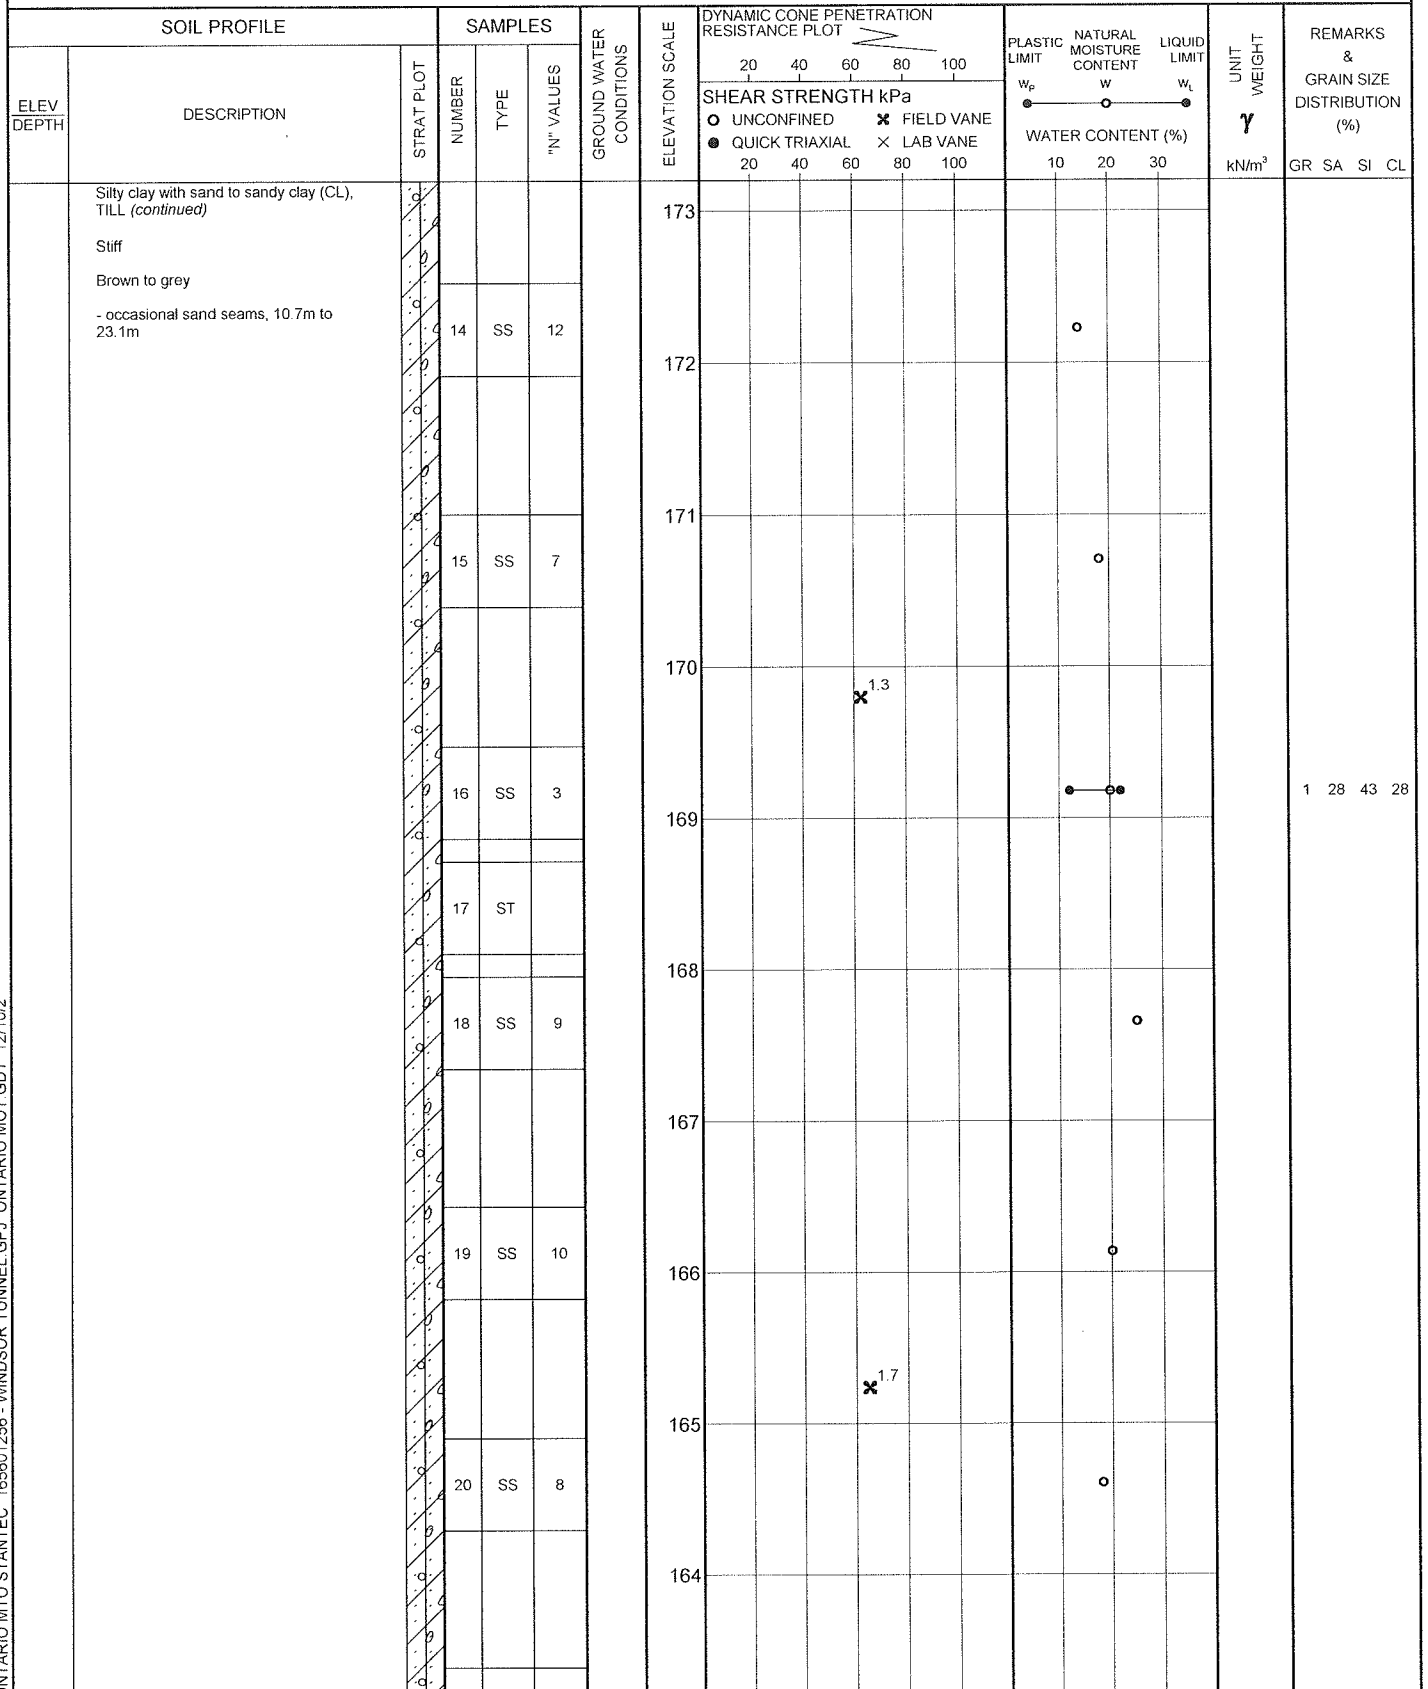 SOIL PROFILE
SAMPLES
GROUND WATER
CONDITIONS
ELEVATION SCALE
DYNAMIC CONE PENETRATION
RESISTANCE PLOT
20 40 60 80 100
PLASTIC
LIMIT
NATURAL
MOISTURE
CONTENT
LIQUID
LIMIT
UNIT
WEIGHT
REMARKS
&
GRAIN SIZE
DISTRIBUTION
(%)
ELEV
DEPTH
DESCRIPTION
STRAT PLOT
NUMBER
TYPE
"N" VALUES
SHEAR STRENGTH kPa
UNCONFINED
FIELD VANE
QUICK TRIAXIAL
LAB VANE
20 40 60 80 100
WP W WL
WATER CONTENT (%)
10 20 30
γ
kN/m³
GR SA SI CL
Silty clay with sand to sandy clay (CL),
TILL (continued)
Stiff
Brown to grey
- occasional sand seams, 10.7m to
23.1m
173
14 SS 12
172
171
15 SS 7
170
1.3
16 SS 3
1 28 43 28
169
17 ST
168
18 SS 9
167
19 SS 10
166
1.7
165
20 SS 8
164